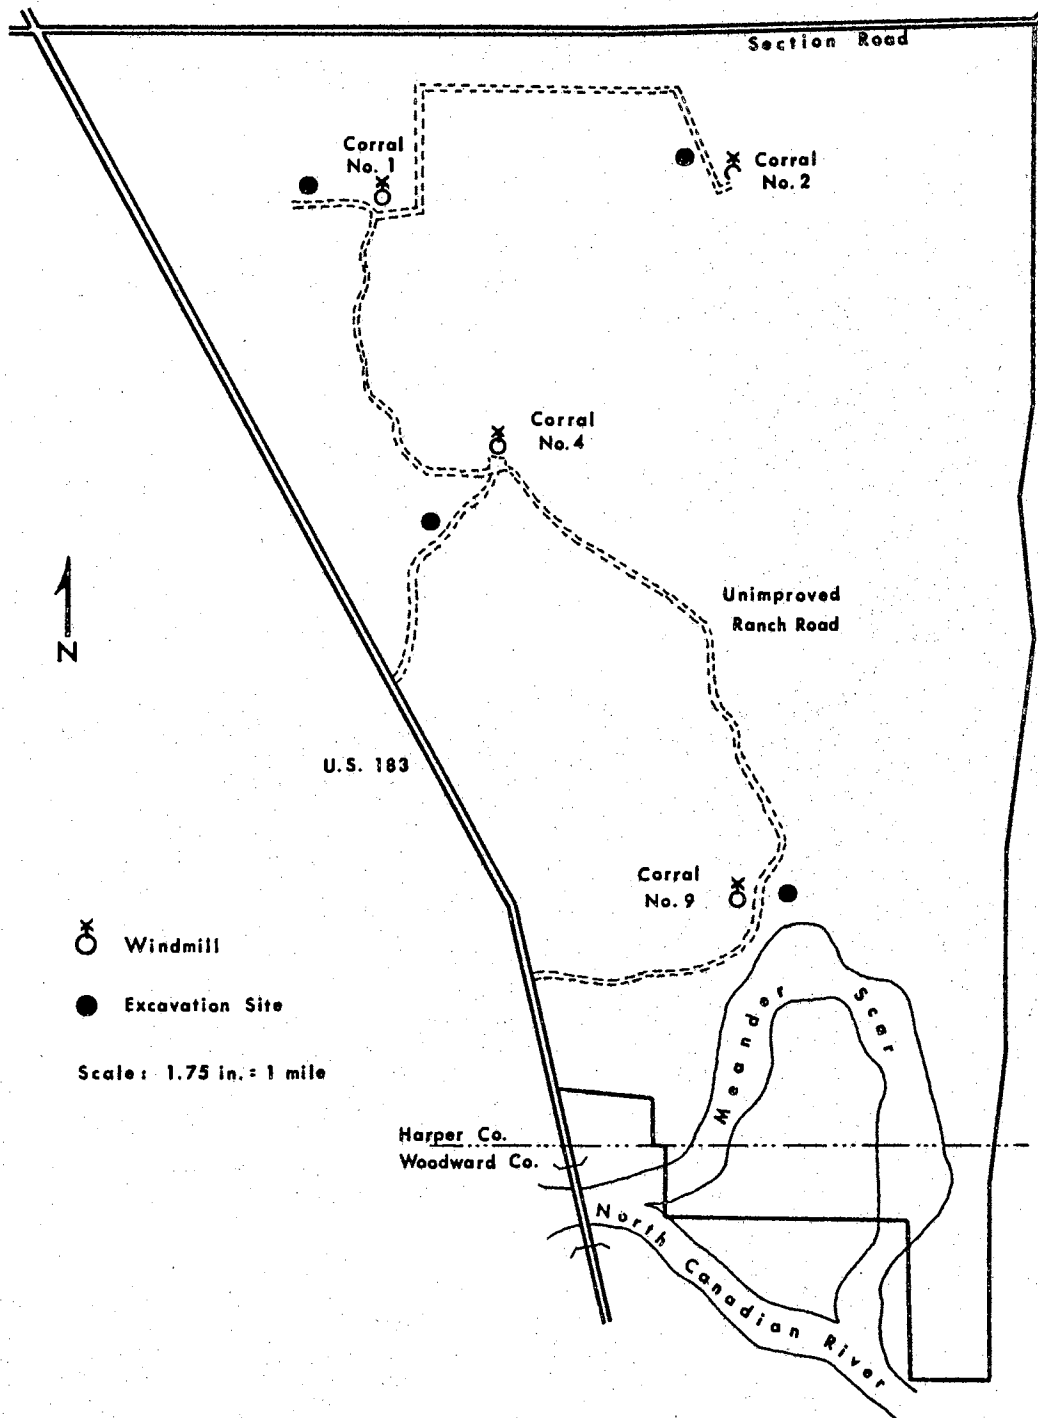 Section Road
Corral
No. 1
Corral
No. 2
Corral
No. 4
Unimproved
Ranch Road
N
U.S. 183
Corral
No. 9
Windmill
Excavation Site
Scale: 1.75 in. = 1 mile
Meander Scar
Harper Co.
Woodward Co.
North Canadian River